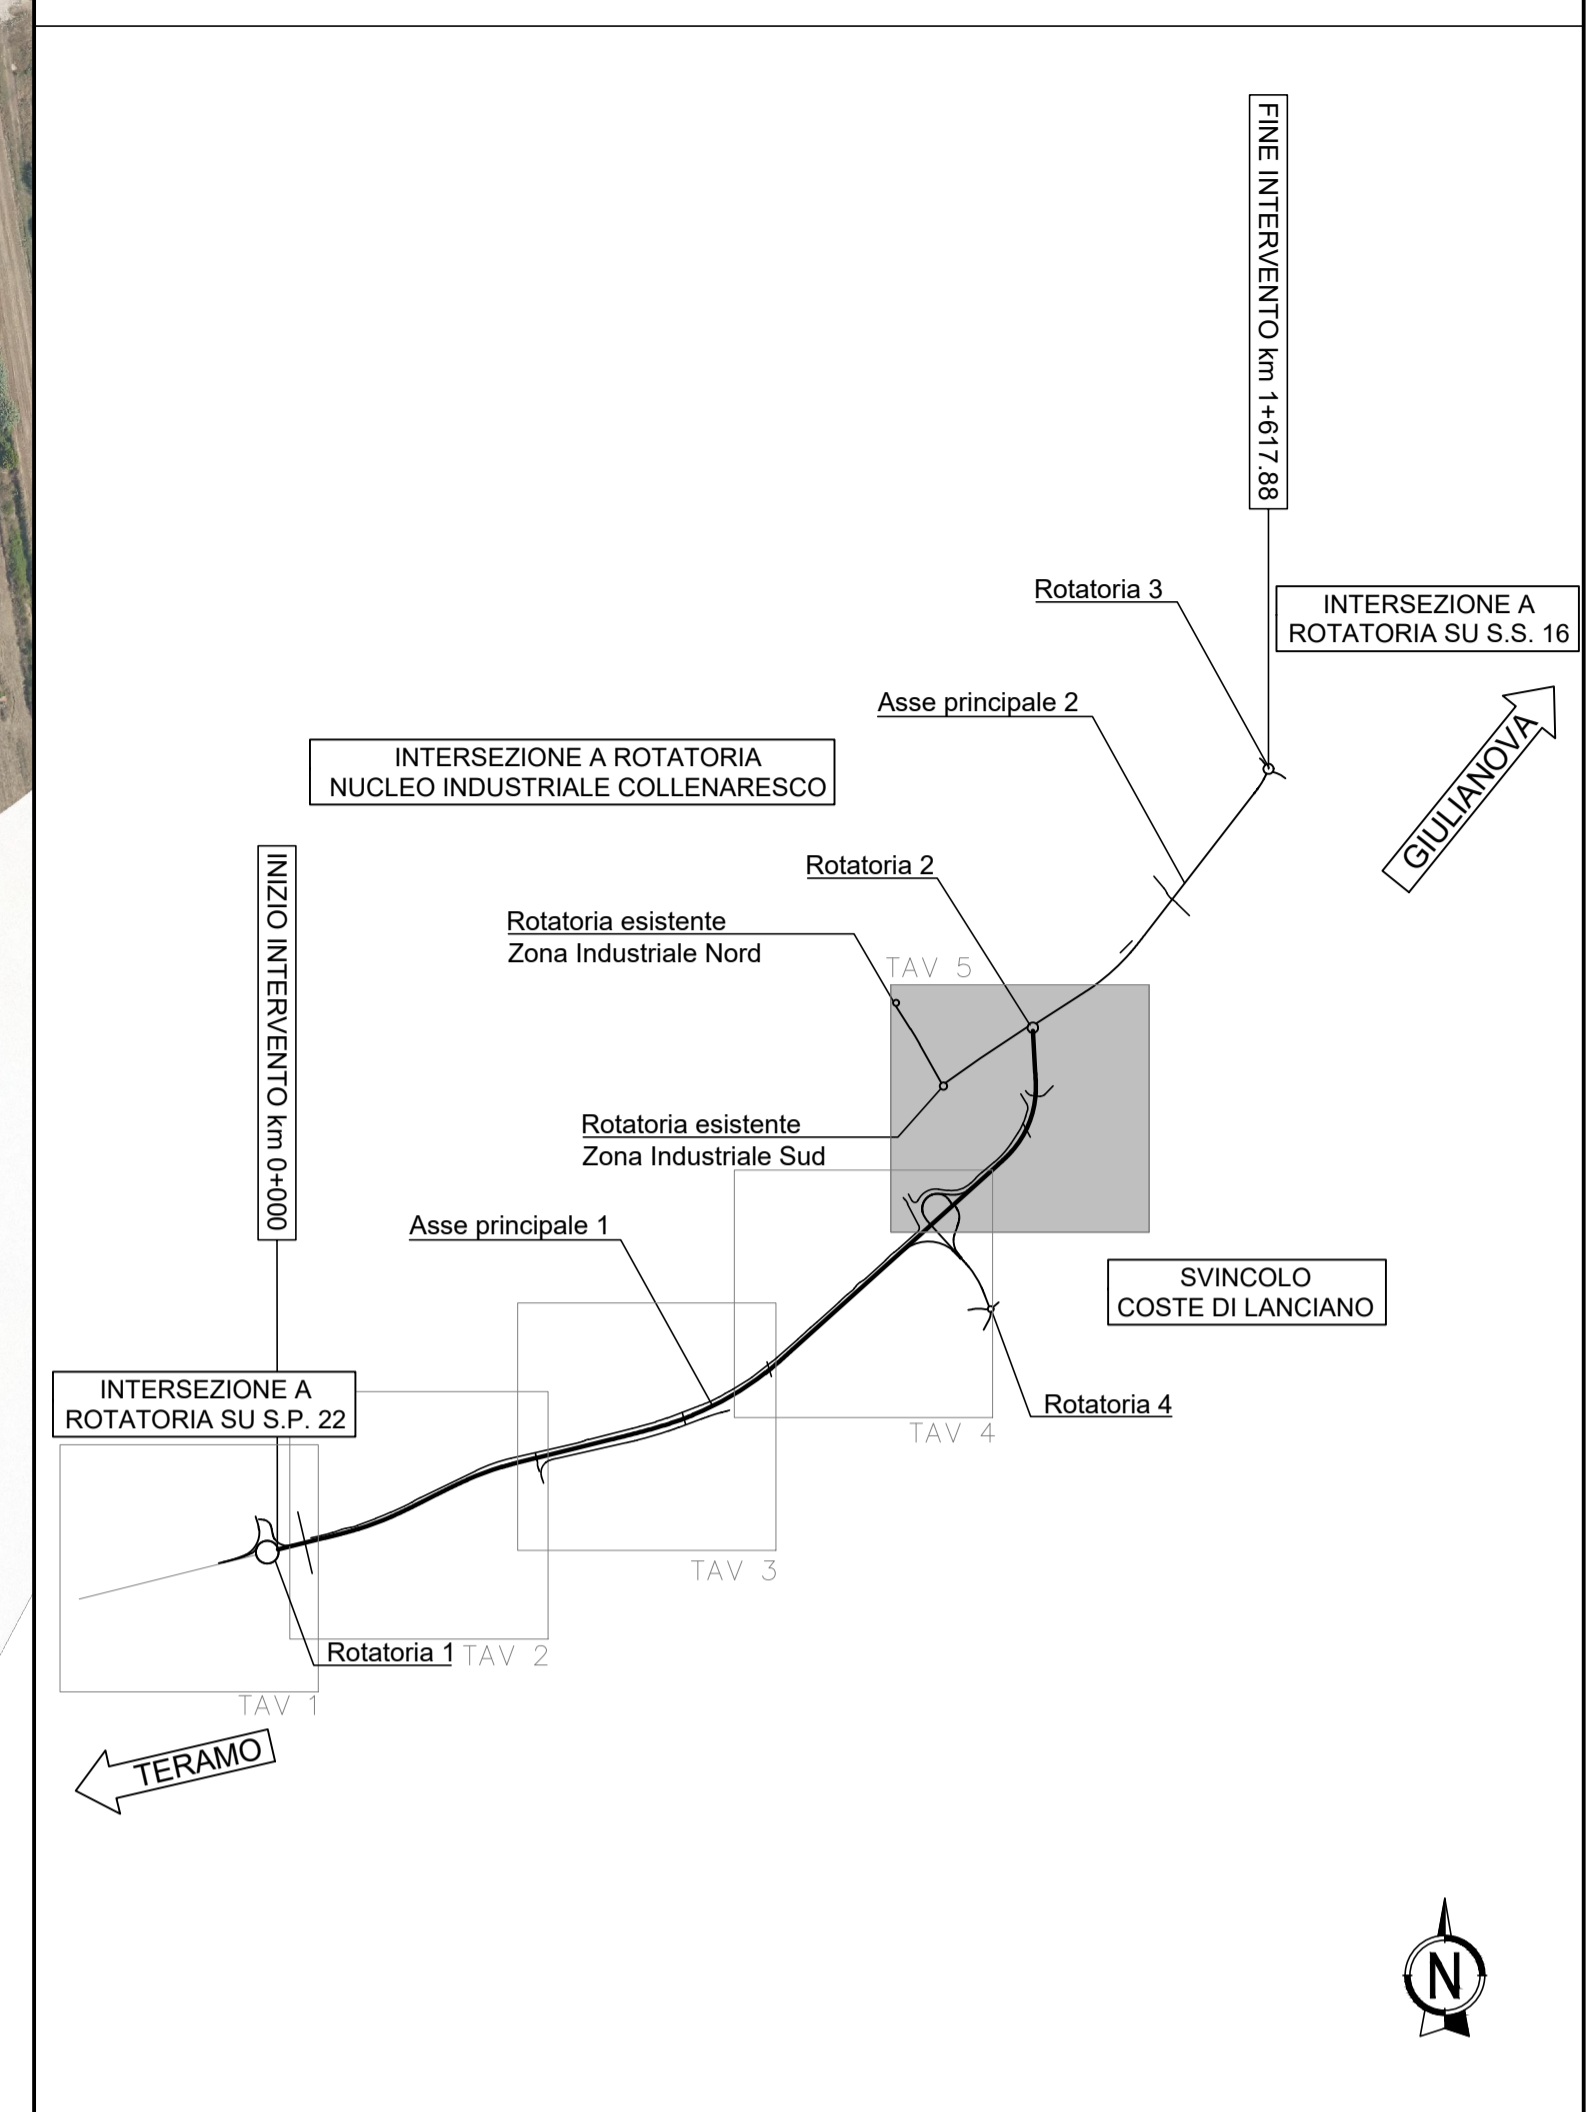 FINE INTERVENTO km 1+617.88
Rotatoria 3
INTERSEZIONE A
ROTATORIA SU S.S. 16
Asse principale 2
GIULIANOVA
INTERSEZIONE A ROTATORIA
NUCLEO INDUSTRIALE COLLENARESCO
INIZIO INTERVENTO km 0+000
Rotatoria 2
Rotatoria esistente
Zona Industriale Nord
TAV 5
Rotatoria esistente
Zona Industriale Sud
Asse principale 1
SVINCOLO
COSTE DI LANCIANO
INTERSEZIONE A
ROTATORIA SU S.P. 22
Rotatoria 4
TAV 4
TAV 3
Rotatoria 1
TAV 2
TAV 1
TERAMO
N